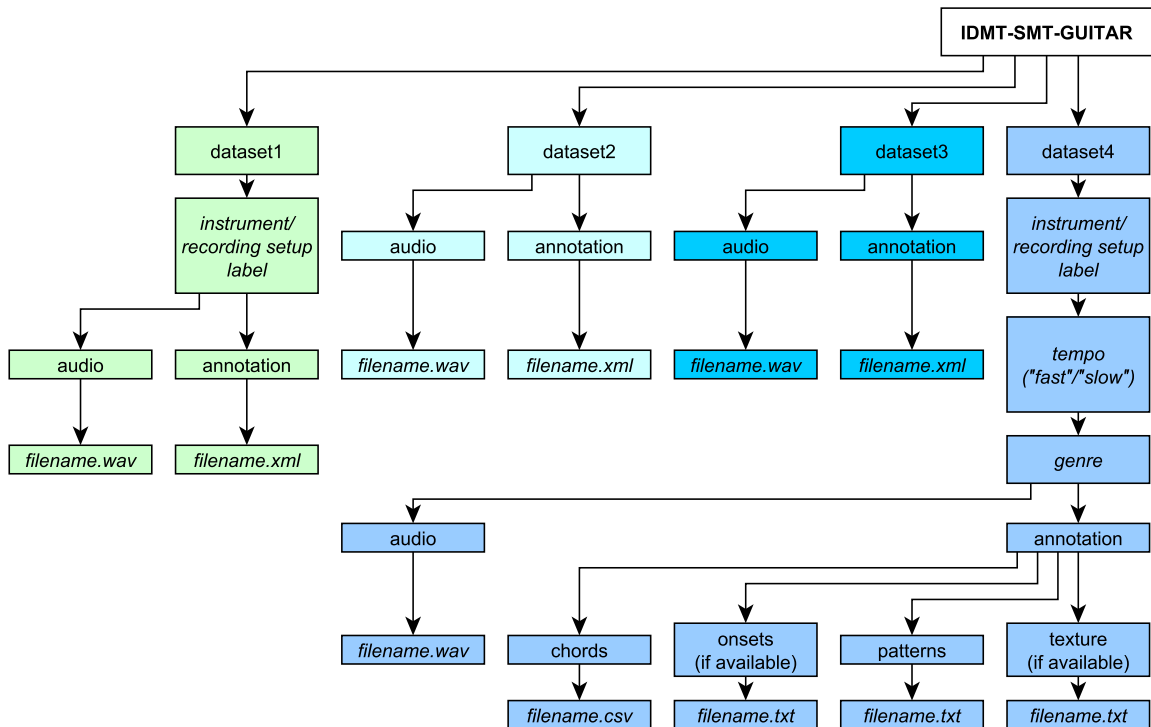 IDMT-SMT-GUITAR
dataset1
dataset2
dataset3
dataset4
instrument/
recording setup
label
audio
annotation
audio
annotation
instrument/
recording setup
label
audio
annotation
filename.wav
filename.xml
filename.wav
filename.xml
tempo
("fast"/"slow")
filename.wav
filename.xml
genre
audio
annotation
filename.wav
chords
onsets
(if available)
patterns
texture
(if available)
filename.csv
filename.txt
filename.txt
filename.txt